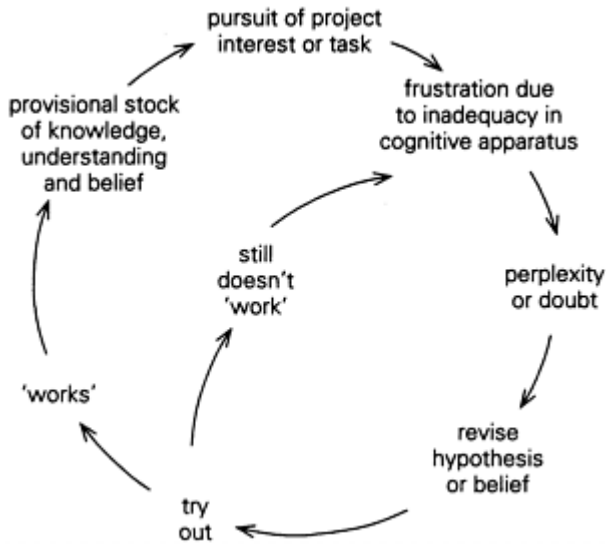 pursuit of project
interest or task
frustration due
to inadequacy in
cognitive apparatus
perplexity
or doubt
revise
hypothesis
or belief
try
out
still
doesn't
'work'
'works'
provisional stock
of knowledge,
understanding
and belief